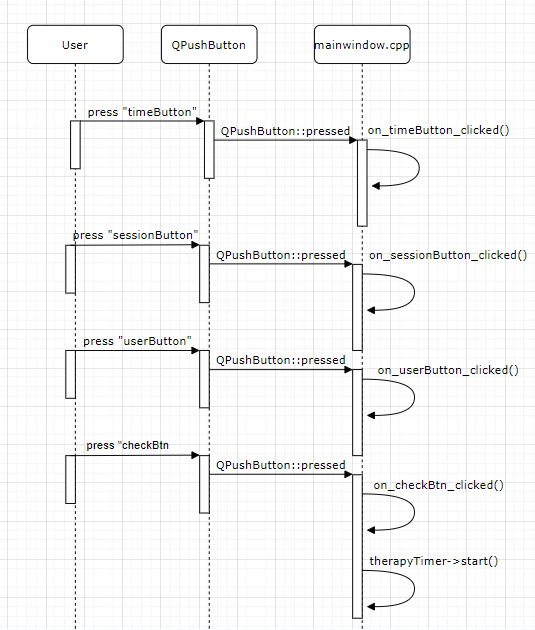 User
QPushButton
mainwindow.cpp
press "timeButton"
QPushButton::pressed
on_timeButton_clicked()
press "sessionButton"
QPushButton::pressed
on_sessionButton_clicked()
press "userButton"
QPushButton::pressed
on_userButton_clicked()
press "checkBtn
QPushButton::pressed
on_checkBtn_clicked()
therapyTimer->start()